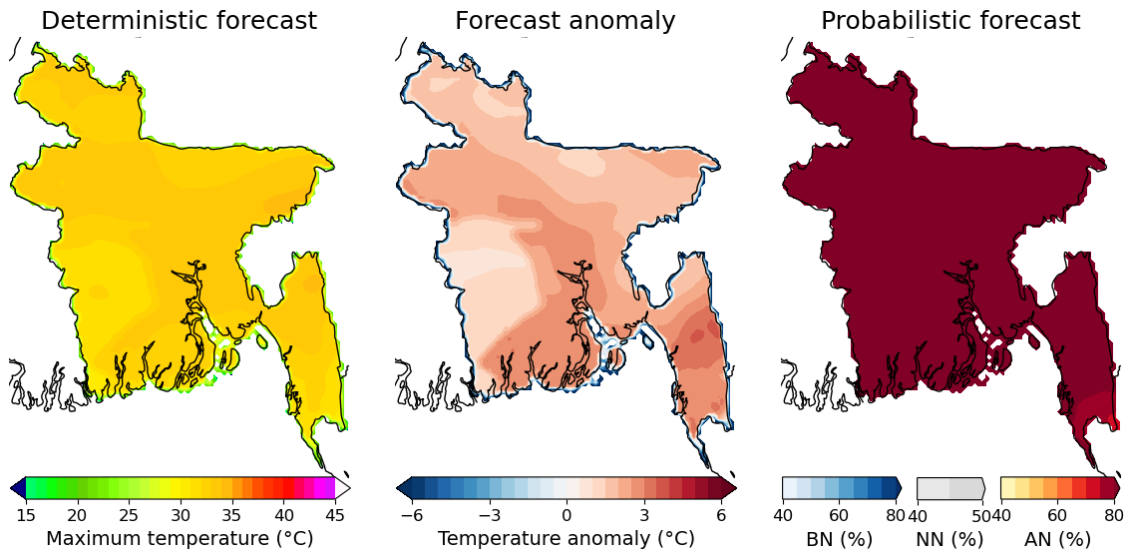 Deterministic forecast
Forecast anomaly
Probabilistic forecast
15 20 25 30 35 40 45
Maximum temperature (°C)
−6 −3 0 3 6
Temperature anomaly (°C)
40 60 80
BN (%)
40 50
NN (%)
40 60 80
AN (%)